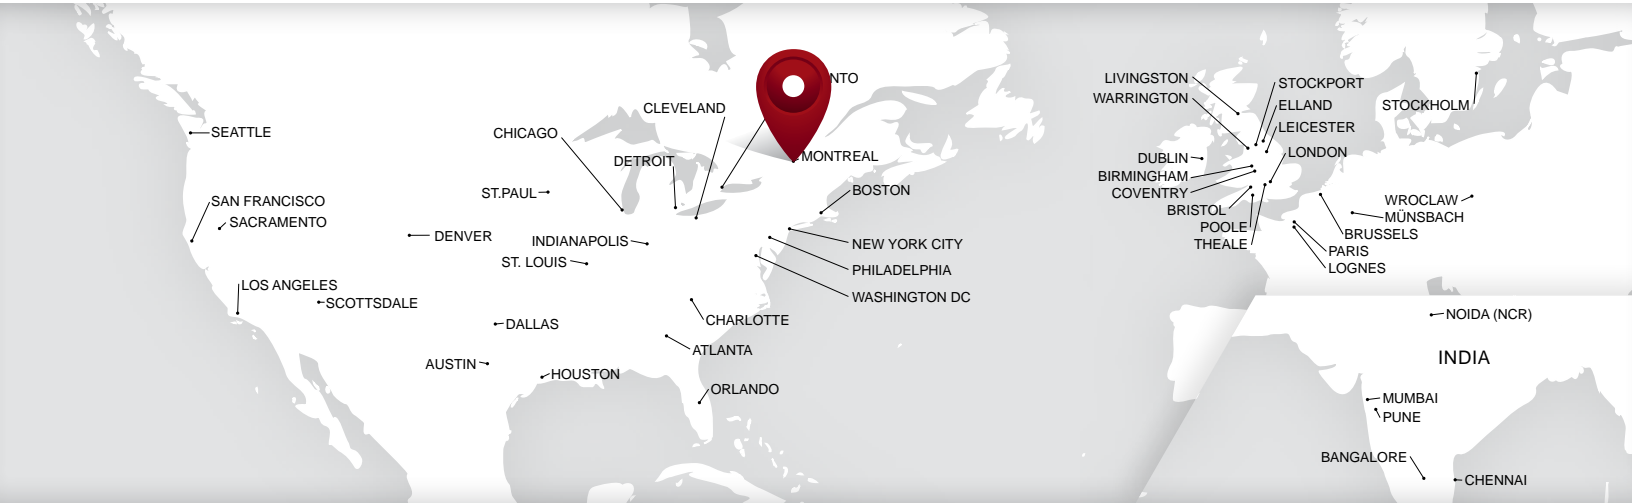 NTO
CLEVELAND
CHICAGO
SEATTLE
DETROIT
MONTREAL
ST.PAUL
BOSTON
SAN FRANCISCO
SACRAMENTO
DENVER
INDIANAPOLIS
NEW YORK CITY
ST. LOUIS
PHILADELPHIA
LOS ANGELES
SCOTTSDALE
WASHINGTON DC
DALLAS
CHARLOTTE
ATLANTA
AUSTIN
HOUSTON
ORLANDO
LIVINGSTON
WARRINGTON
STOCKPORT
ELLAND
LEICESTER
LONDON
STOCKHOLM
DUBLIN
BIRMINGHAM
COVENTRY
BRISTOL
POOLE
THEALE
WROCLAW
MÜNSBACH
BRUSSELS
PARIS
LOGNES
NOIDA (NCR)
INDIA
MUMBAI
PUNE
BANGALORE
CHENNAI